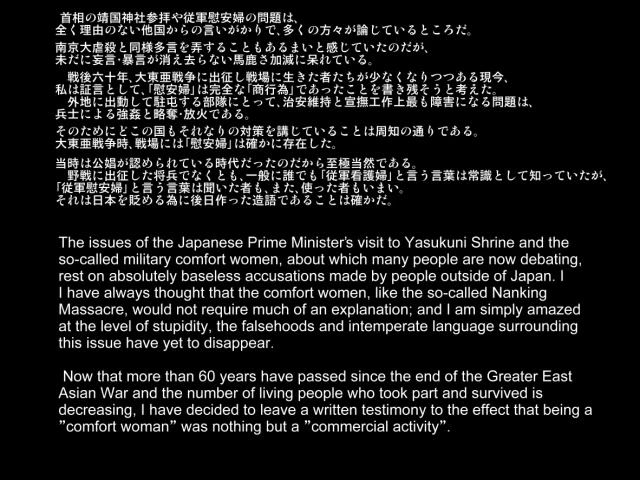 首相の靖国神社参拝や従軍慰安婦の問題は、
全く理由のない他国からの言いがかりで、多くの方々が論じているところだ。
南京大虐殺と同様多言を弄することもあるまいと感じていたのだが、
未だに妄言・暴言が消え去らない馬鹿さ加減に呆れている。
戦後六十年、大東亜戦争に出征し戦場に生きた者たちが少なくなりつつある現今、
私は証言として、「慰安婦」は完全な「商行為」であったことを書き残そうと考えた。
外地に出動して駐屯する部隊にとって、治安維持と宣撫工作上最も障害になる問題は、
兵士による強姦と略奪・放火である。
そのためにどこの国もそれなりの対策を講じていることは周知の通りである。
大東亜戦争時、戦場には「慰安婦」は確かに存在した。
当時は公娼が認められている時代だったのだから至極当然である。
野戦に出征した将兵でなくとも、一般に誰でも「従軍看護婦」と言う言葉は常識として知っていたが、
「従軍慰安婦」と言う言葉は聞いた者も、また、使った者もいまい。
それは日本を貶める為に後日作った造語であることは確かだ。
The issues of the Japanese Prime Minister's visit to Yasukuni Shrine and the
so-called military comfort women, about which many people are now debating,
rest on absolutely baseless accusations made by people outside of Japan. I
I have always thought that the comfort women, like the so-called Nanking
Massacre, would not require much of an explanation; and I am simply amazed
at the level of stupidity, the falsehoods and intemperate language surrounding
this issue have yet to disappear.
Now that more than 60 years have passed since the end of the Greater East
Asian War and the number of living people who took part and survived is
decreasing, I have decided to leave a written testimony to the effect that being a
"comfort woman" was nothing but a "commercial activity".